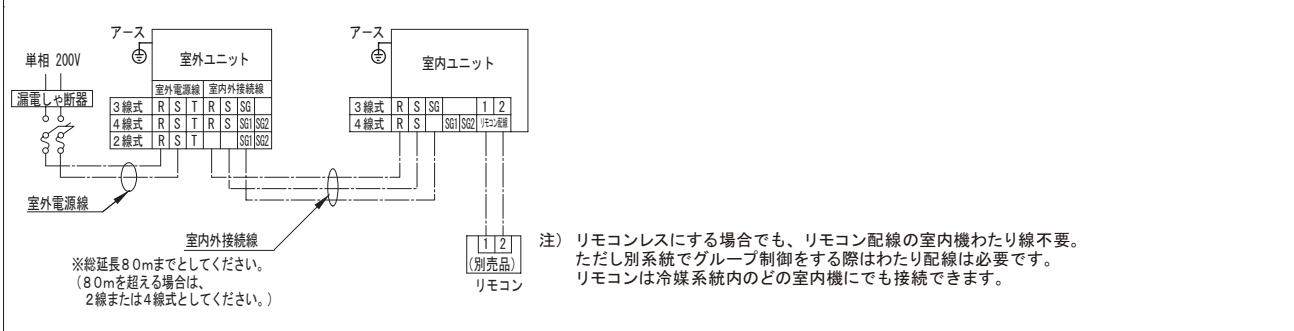 アース
室外ユニット
単相 200V
漏電しゃ断器
室外電源線 室内外接続線
3線式 R S T R S SG
4線式 R S T R S SG1 SG2
2線式 R S T SG1 SG2
室外電源線
室内外接続線
※総延長80mまでとしてください。
(80mを超える場合は、
2線または4線式としてください。)
アース
室内ユニット
3線式 R S SG 1 2
4線式 R S SG1 SG2 リモコン配線
1 2
(別売品)
リモコン
注) リモコンレスにする場合でも、リモコン配線の室内機わたり線不要。
ただし別系統でグループ制御をする際はわたり配線は必要です。
リモコンは冷媒系統内のどの室内機にでも接続できます。